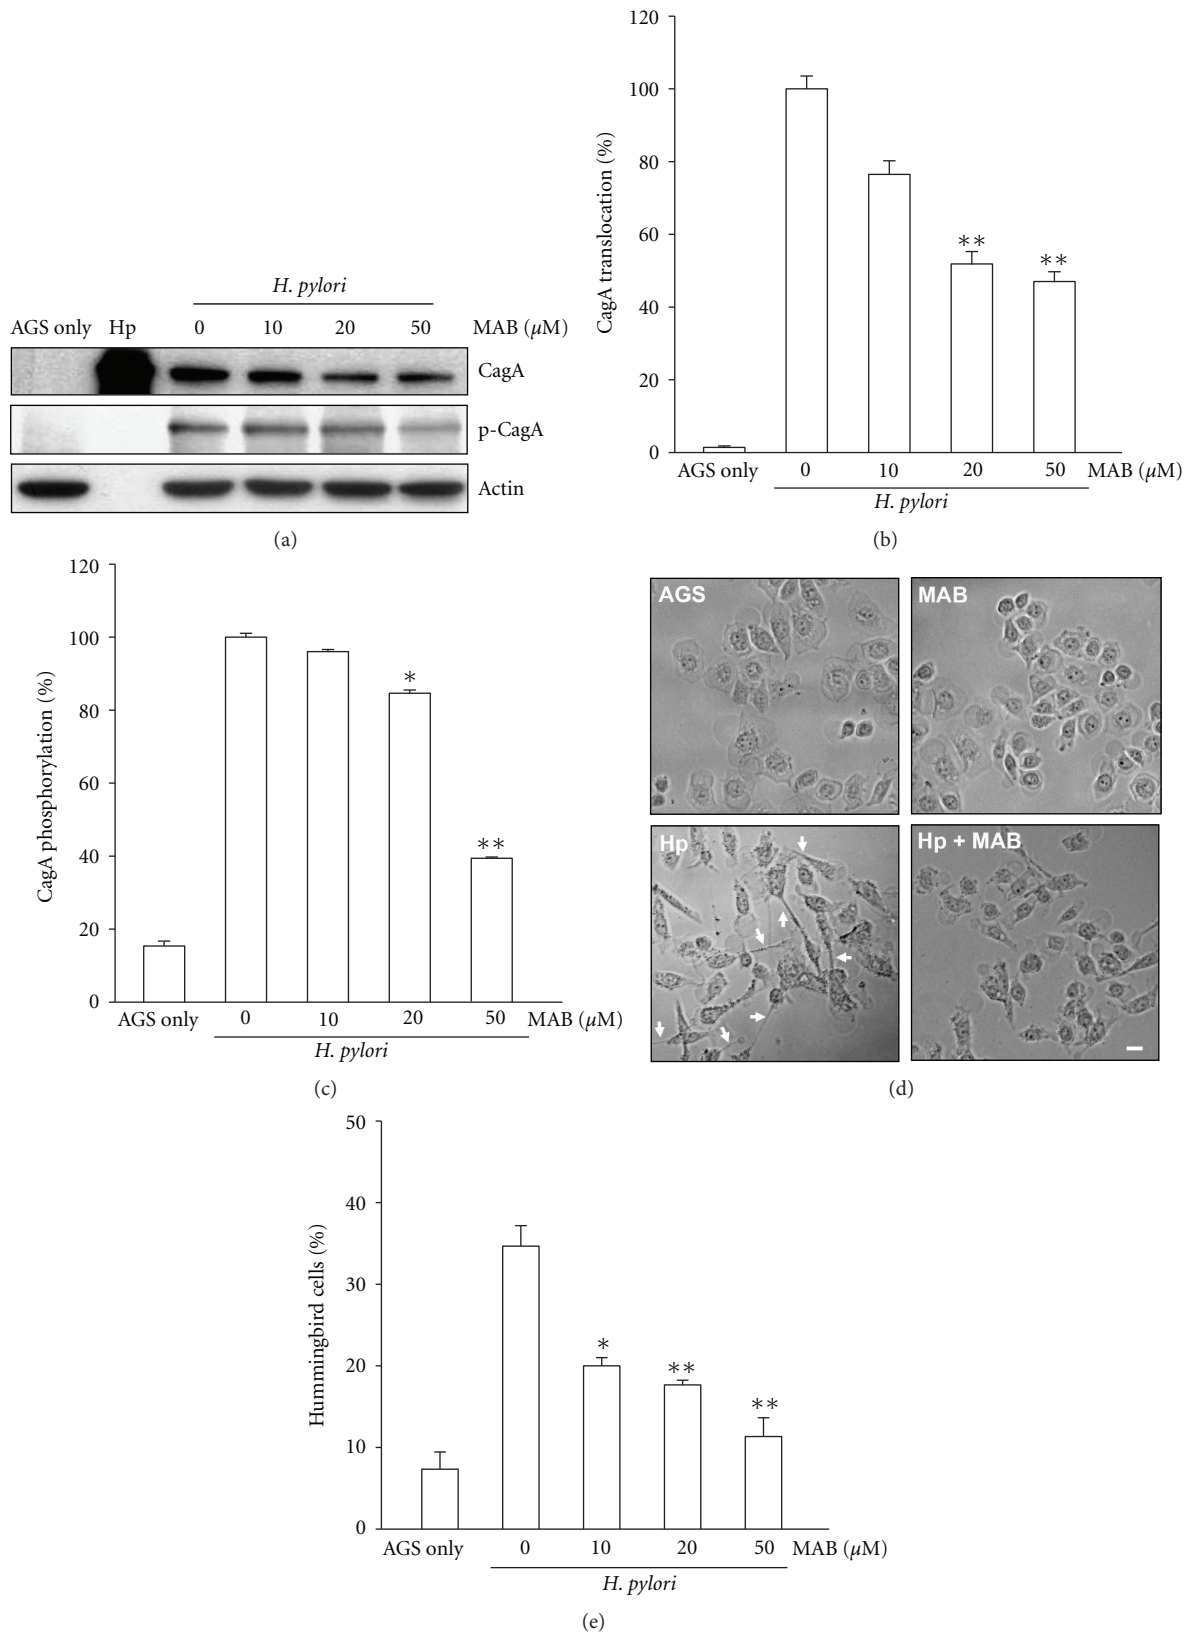 H. pylori
AGS only Hp 0 10 20 50 MAB (μM)
CagA
p-CagA
Actin
(a)
120
100
80
60
40
20
0
CagA translocation (%)
**
**
AGS only 0 10 20 50 MAB (μM)
H. pylori
(b)
120
100
80
60
40
20
0
CagA phosphorylation (%)
*
**
AGS only 0 10 20 50 MAB (μM)
H. pylori
(c)
AGS
MAB
Hp
Hp + MAB
(d)
50
40
30
20
10
0
Hummingbird cells (%)
*
**
**
AGS only 0 10 20 50 MAB (μM)
H. pylori
(e)